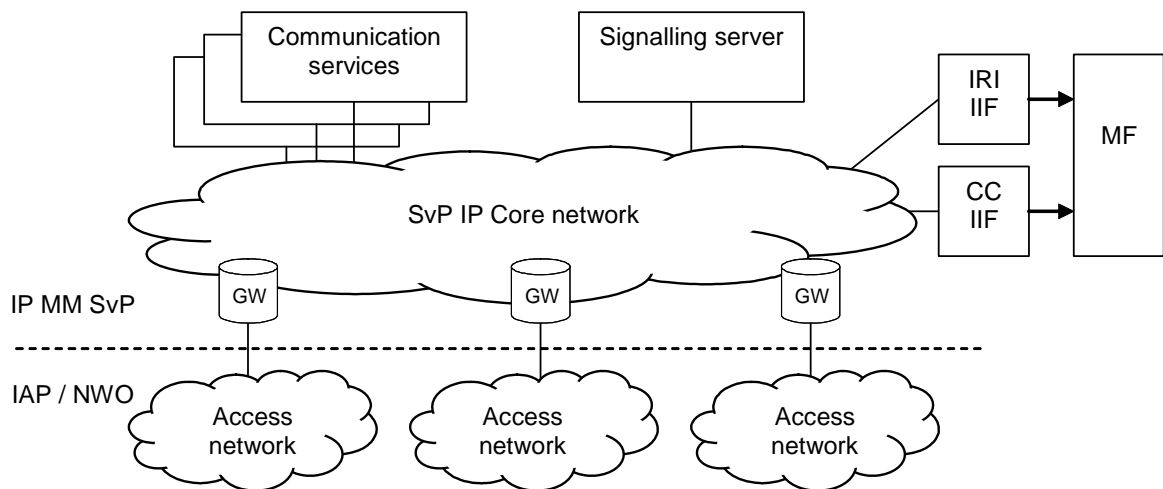 Communication
services
Signalling server
IRI
IIF
MF
CC
IIF
SvP IP Core network
GW
GW
GW
IP MM SvP
IAP / NWO
Access
network
Access
network
Access
network